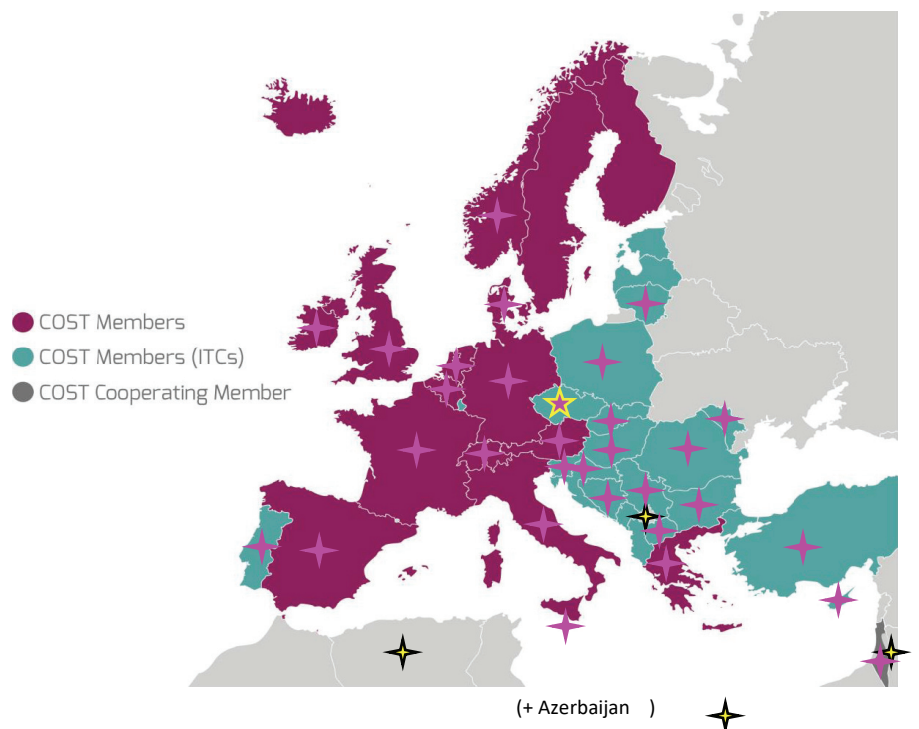 COST Members
COST Members (ITCs)
COST Cooperating Member
(+ Azerbaijan )